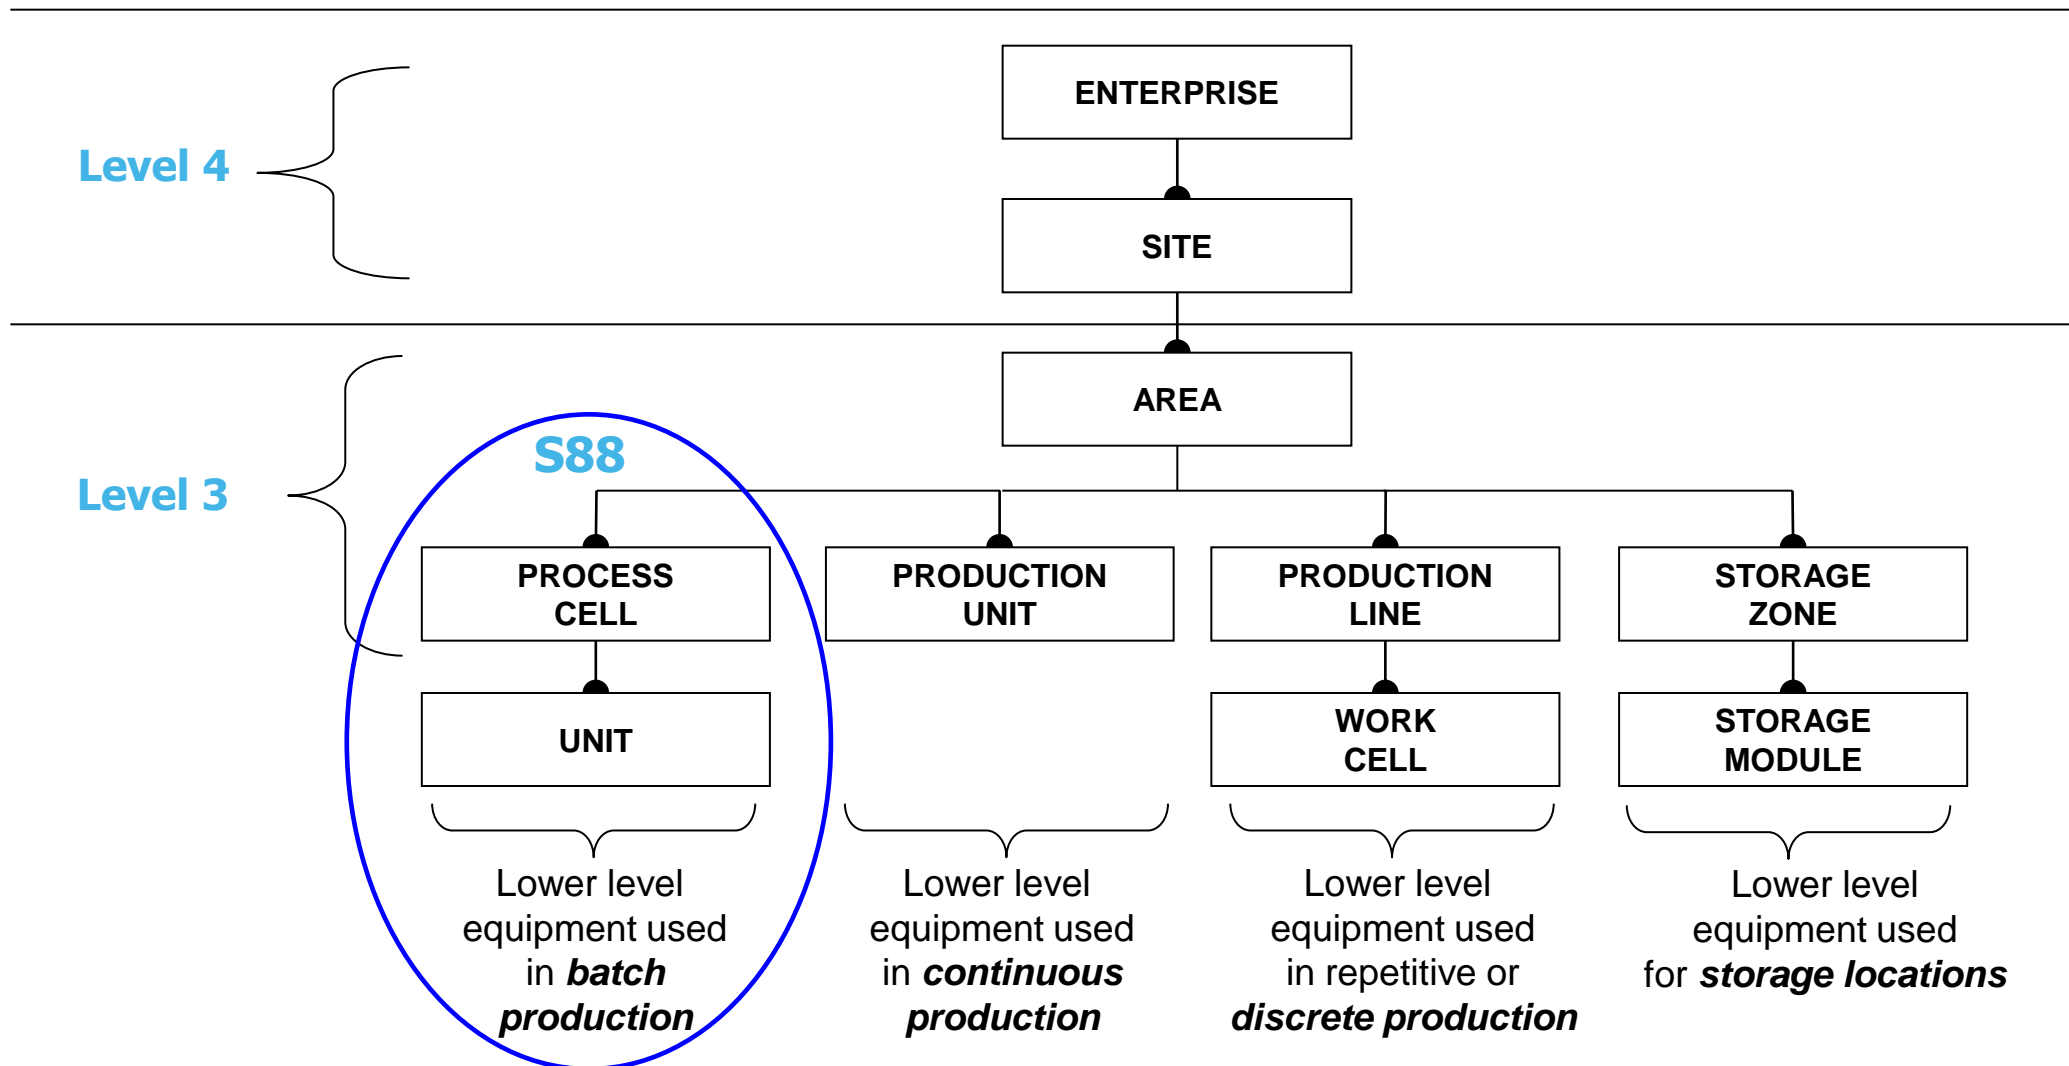 ENTERPRISE
Level 4
SITE
AREA
S88
Level 3
PROCESS
CELL
PRODUCTION
UNIT
PRODUCTION
LINE
STORAGE
ZONE
UNIT
WORK
CELL
STORAGE
MODULE
Lower level
equipment used
in batch
production
Lower level
equipment used
in continuous
production
Lower level
equipment used
in repetitive or
discrete production
Lower level
equipment used
for storage locations